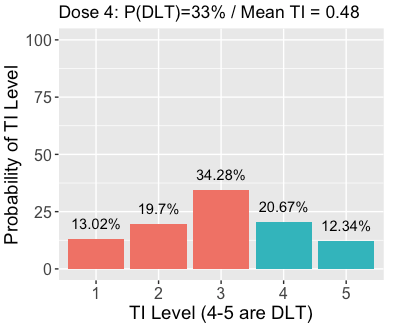 Dose 4: P(DLT)=33% / Mean TI = 0.48
Probability of TI Level
100
75
50
25
0
13.02%
19.7%
34.28%
20.67%
12.34%
1 2 3 4 5
TI Level (4-5 are DLT)